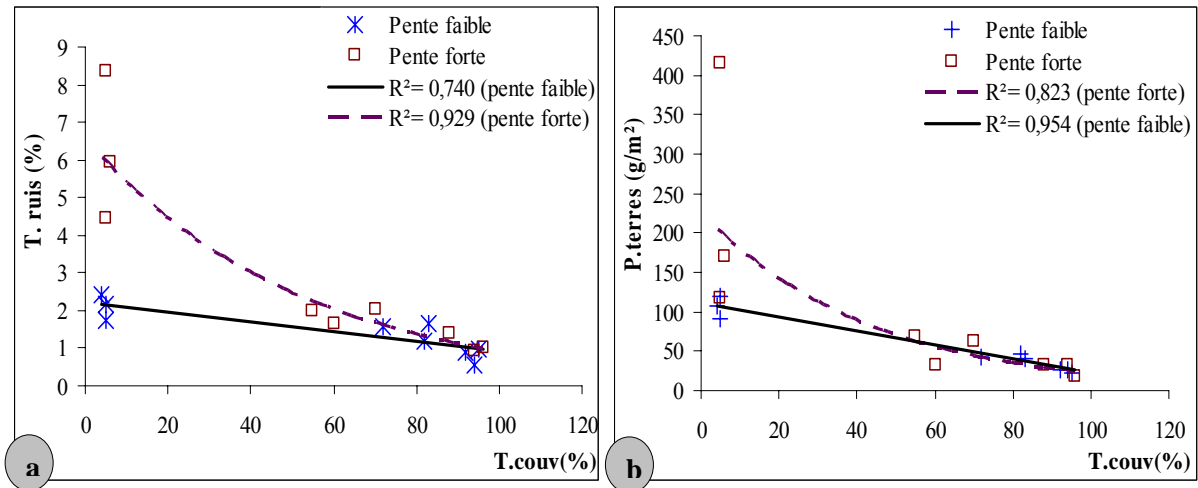 Pente faible
Pente forte
R²= 0,740 (pente faible)
R²= 0,929 (pente forte)
T. ruis (%)
9
8
7
6
5
4
3
2
1
0
0 20 40 60 80 100 120
T.couv(%)
a
Pente faible
Pente forte
R²= 0,823 (pente forte)
R²= 0,954 (pente faible)
P.terres (g/m²)
450
400
350
300
250
200
150
100
50
0
0 20 40 60 80 100 120
T.couv(%)
b